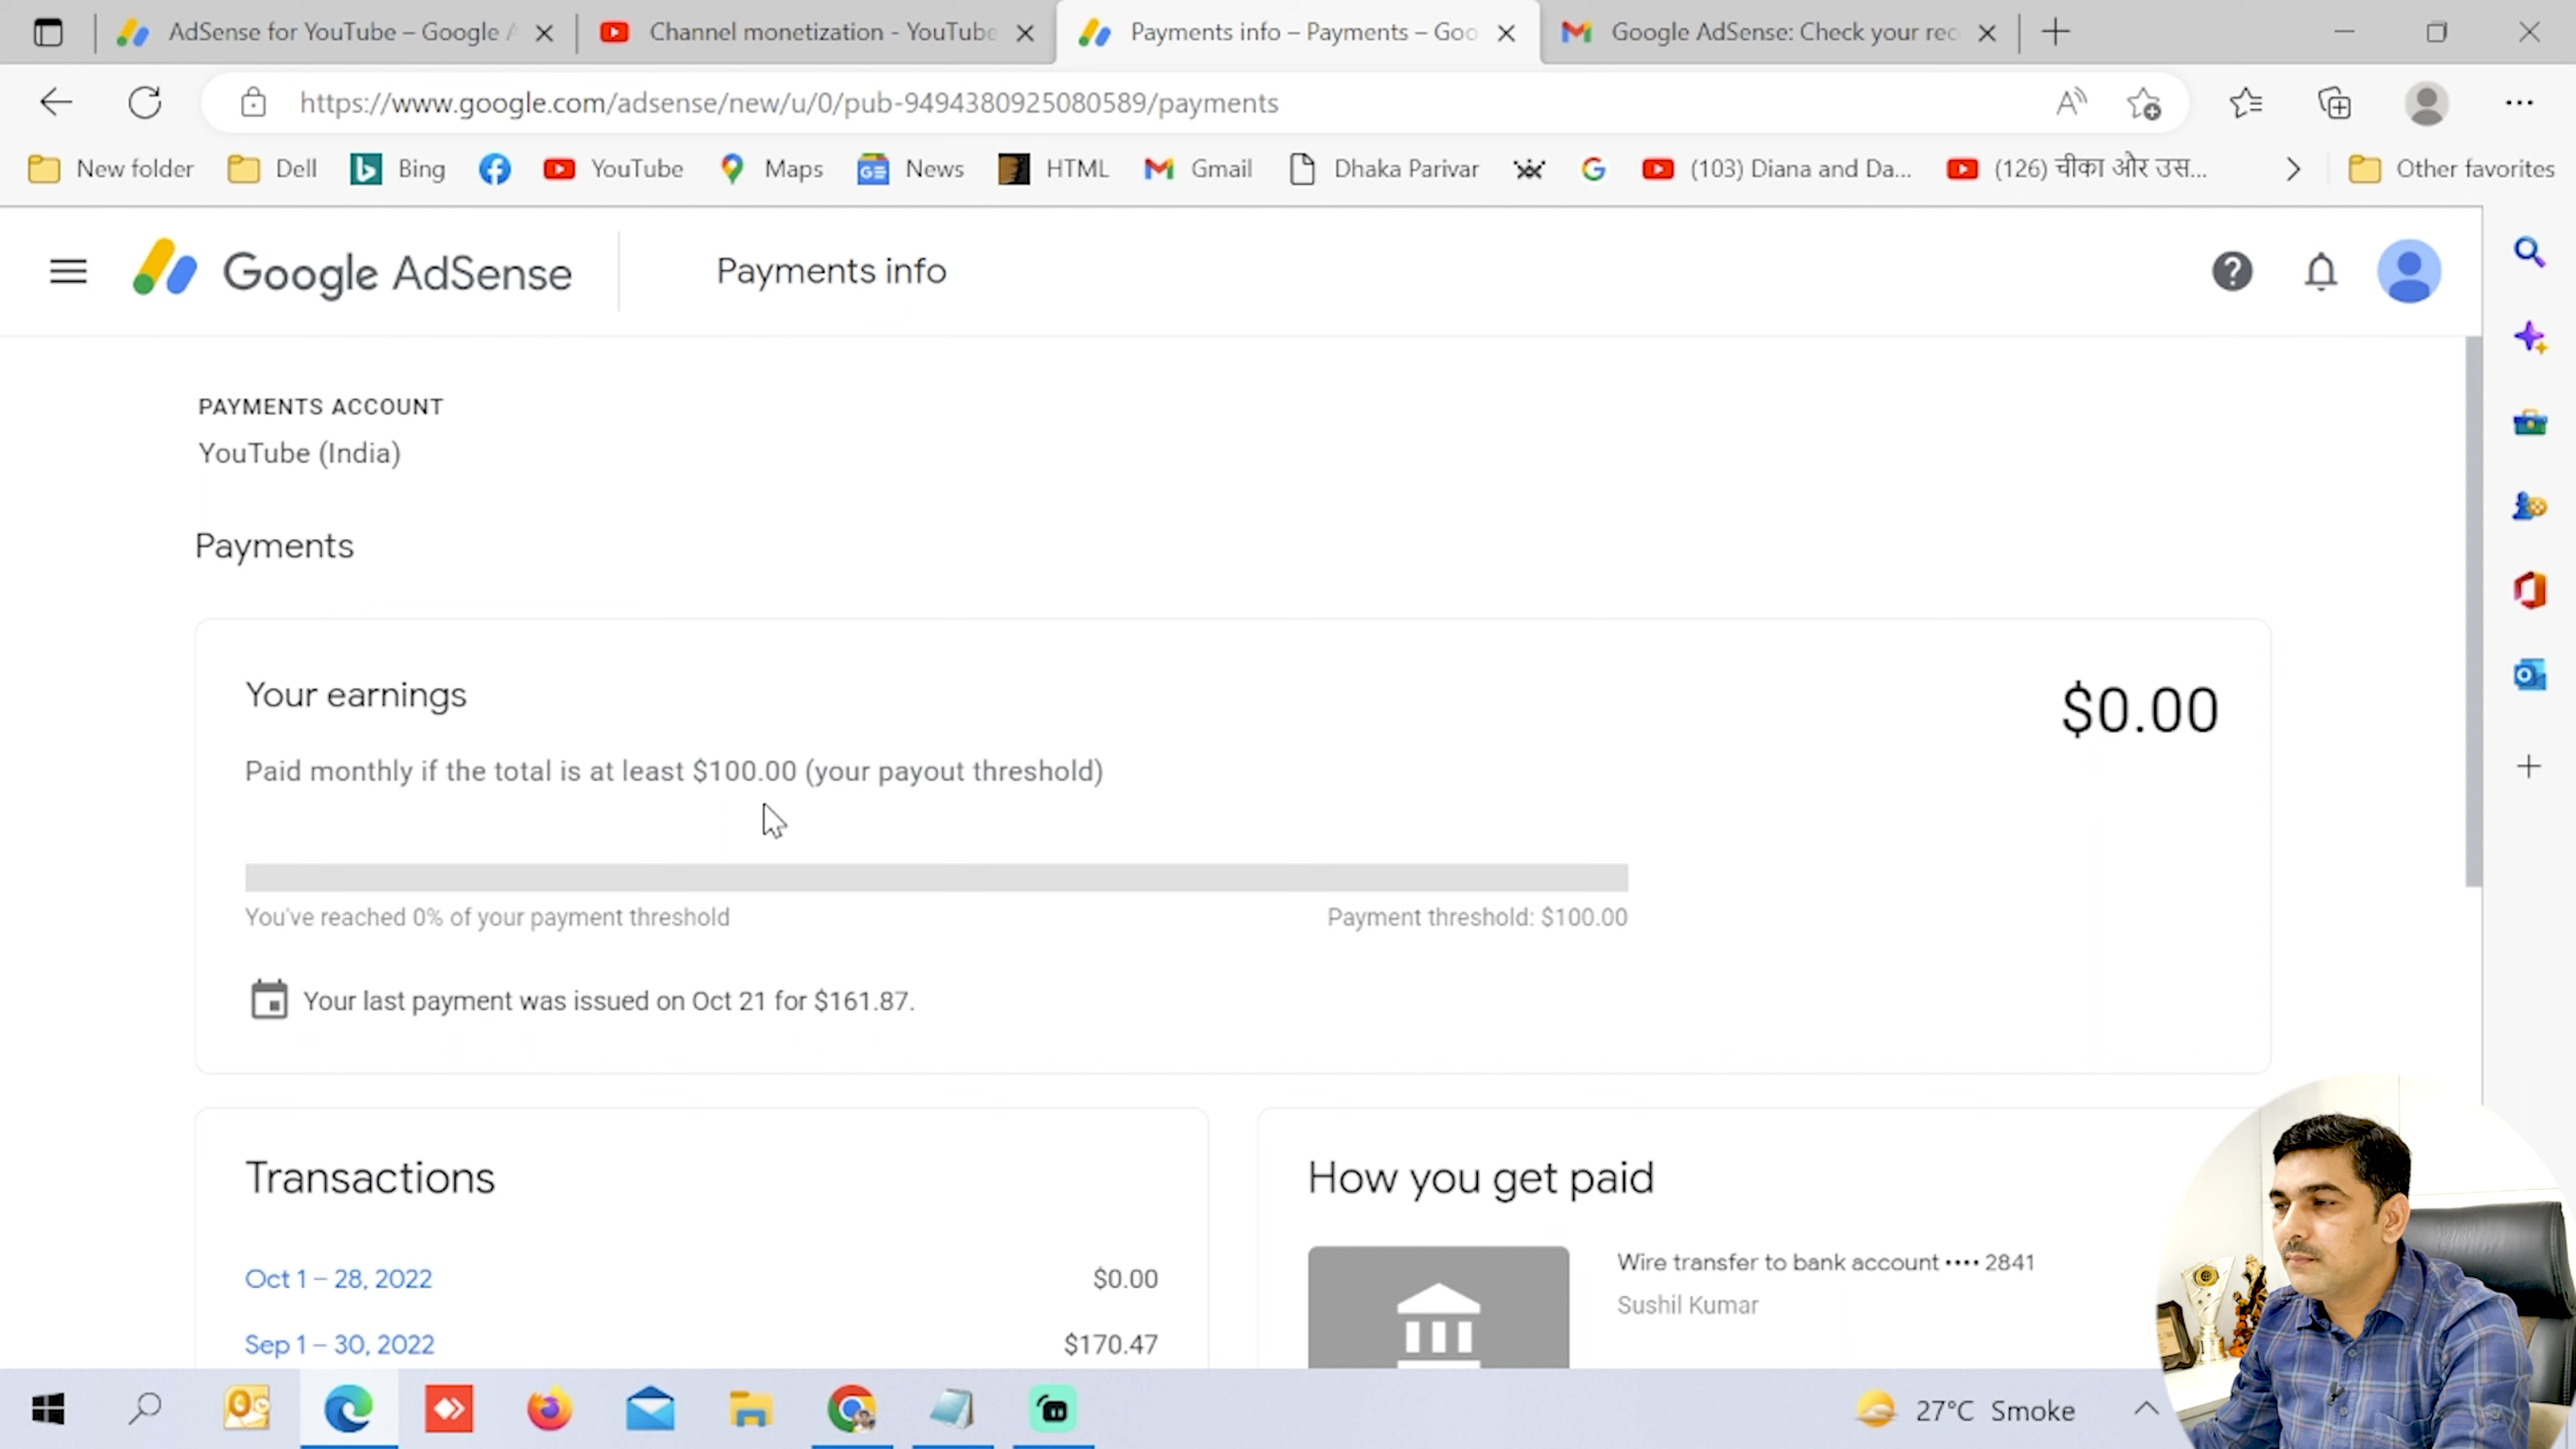 AdSense for YouTube – Google A
Channel monetization - YouTube
Payments info – Payments – Goo
Google AdSense: Check your rec
https://www.google.com/adsense/new/u/0/pub-9494380925080589/payments
New folder
Dell
Bing
YouTube
Maps
News
HTML
Gmail
Dhaka Parivar
(103) Diana and Da...
(126) चीका ओर उस...
Other favorites
Google AdSense
Payments info
PAYMENTS ACCOUNT
YouTube (India)
Payments
Your earnings
$0.00
Paid monthly if the total is at least $100.00 (your payout threshold)
You've reached 0% of your payment threshold
Payment threshold: $100.00
Your last payment was issued on Oct 21 for $161.87.
Transactions
Oct 1 – 28, 2022 $0.00
Sep 1 – 30, 2022 $170.47
How you get paid
Wire transfer to bank account •••• 2841
Sushil Kumar
27°C Smoke